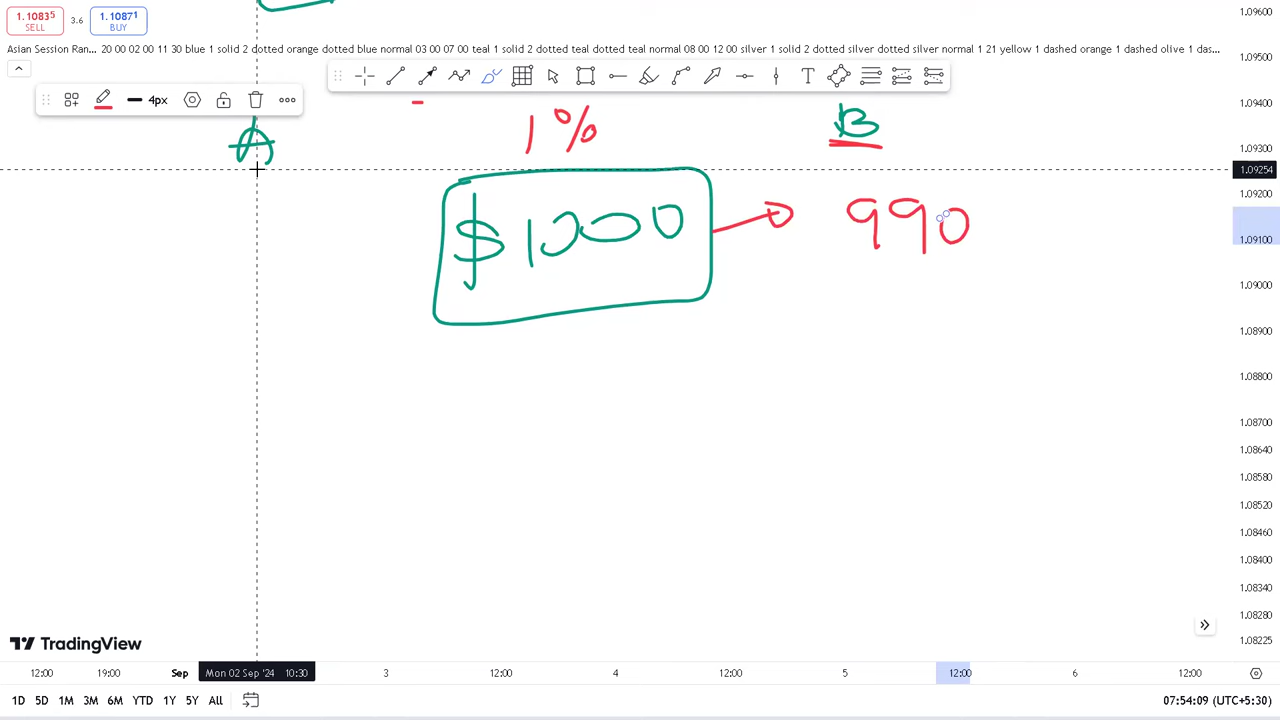 1.09600
1.10835 SELL 3.6 1.10871 BUY
Asian Session Ran... 20 00 02 00 11 30 blue 1 solid 2 dotted orange dotted blue normal 03 00 07 00 teal 1 solid 2 dotted teal dotted teal normal 08 00 12 00 silver 1 solid 2 dotted silver dotted silver normal 1 21 yellow 1 dashed orange 1 dashed olive 1 das...
1.09500
T
4px
1.09400
A 1% B
1.09300
1.09254
1.09200
$1000 990
1.09100
1.09000
1.08900
1.08800
1.08700
1.08640
1.08580
1.08520
1.08460
1.08400
1.08340
1.08280
1.08225
TradingView
12:00 19:00 Sep Mon 02 Sep '24 10:30 3 12:00 4 12:00 5 12:00 6 12:00
1D 5D 1M 3M 6M YTD 1Y 5Y All 07:54:09 (UTC+5:30)